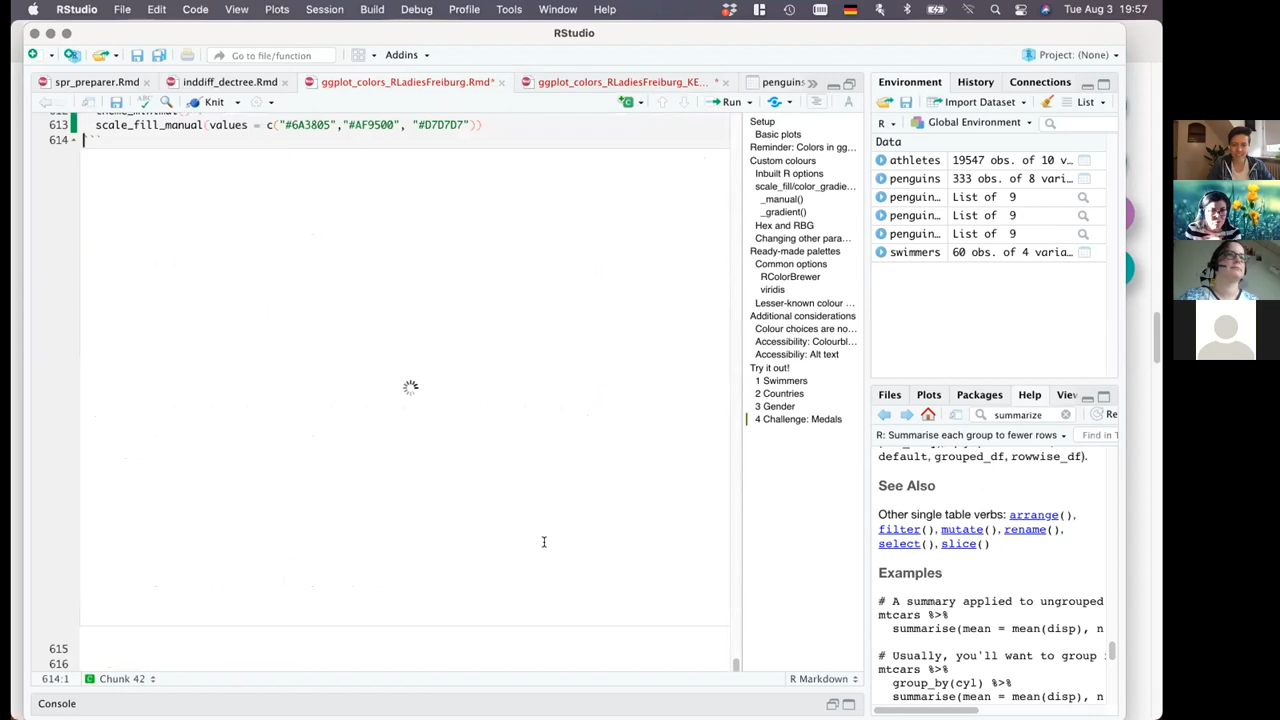 RStudio File Edit Code View Plots Session Build Debug Profile Tools Window Help Tue Aug 3 19:57
RStudio
Go to file/function Addins Project: (None)
spr_preparer.Rmd inddiff_dectree.Rmd ggplot_colors_RLadiesFreiburg.Rmd* ggplot_colors_RLadiesFreiburg_KE...* penguins
Knit Run
613 scale_fill_manual(values = c("#6A3805","#AF9500", "#D7D7D7"))
614 ```
615
616
614:1 Chunk 42 R Markdown
Console
Setup
Basic plots
Reminder: Colors in gg...
Custom colours
Inbuilt R options
scale_fill/color_gradie...
_manual()
_gradient()
Hex and RBG
Changing other para...
Ready-made palettes
Common options
RColorBrewer
viridis
Lesser-known colour ...
Additional considerations
Colour choices are no...
Accessibility: Colourbl...
Accessibiliy: Alt text
Try it out!
1 Swimmers
2 Countries
3 Gender
4 Challenge: Medals
Environment History Connections
Import Dataset List
R Global Environment
Data
athletes 19547 obs. of 10 v...
penguins 333 obs. of 8 vari...
penguin... List of 9
penguin... List of 9
penguin... List of 9
swimmers 60 obs. of 4 varia...
Files Plots Packages Help
summarize
R: Summarise each group to fewer rows Find in T
default, grouped_df, rowwise_df).
See Also
Other single table verbs: arrange(),
filter(), mutate(), rename(),
select(), slice()
Examples
# A summary applied to ungrouped
mtcars %>%
summarise(mean = mean(disp), n
# Usually, you'll want to group
mtcars %>%
group_by(cyl) %>%
summarise(mean = mean(disp), n